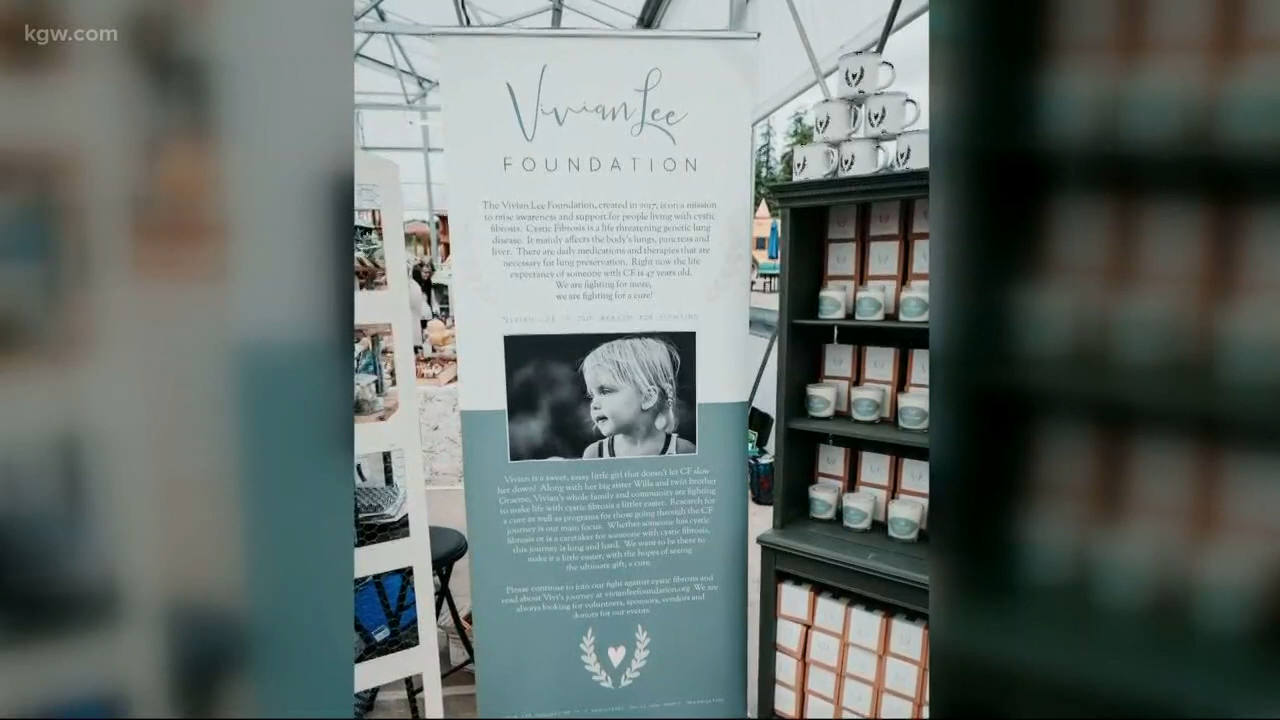 kgw.com
Vivian Lee
FOUNDATION
The Vivian Lee Foundation, created in 2017, is on a mission
to raise awareness and support for people living with cystic
fibrosis. Cystic Fibrosis is a life threatening genetic lung
disease. It mainly affects the body's lungs, pancreas and
liver. There are daily medications and therapies that are
necessary for lung preservation. Right now the life
expectancy of someone with CF is 47 years old.
We are fighting for more,
we are fighting for a cure!
"VIVIAN LEE IS OUR REASON FOR FIGHTING
Vivian is a sweet, sassy little girl that doesn't let CF slow
her down! Along with her big sister Willa and twin brother
Graeme, Vivian's whole family and community are fighting
to make life with cystic fibrosis a little easier. Research for
a cure as well as programs for those going through the CF
journey is our main focus. Whether someone has cystic
fibrosis or is a caretaker for someone with cystic fibrosis,
this journey is long and hard. We want to be there to
make it a little easier, with the hopes of seeing
the ultimate gift; a cure.
Please continue to join our fight against cystic fibrosis and
read about Vivi's journey at vivianleefoundation.org We are
always looking for volunteers, sponsors, vendors and
donors for our events.